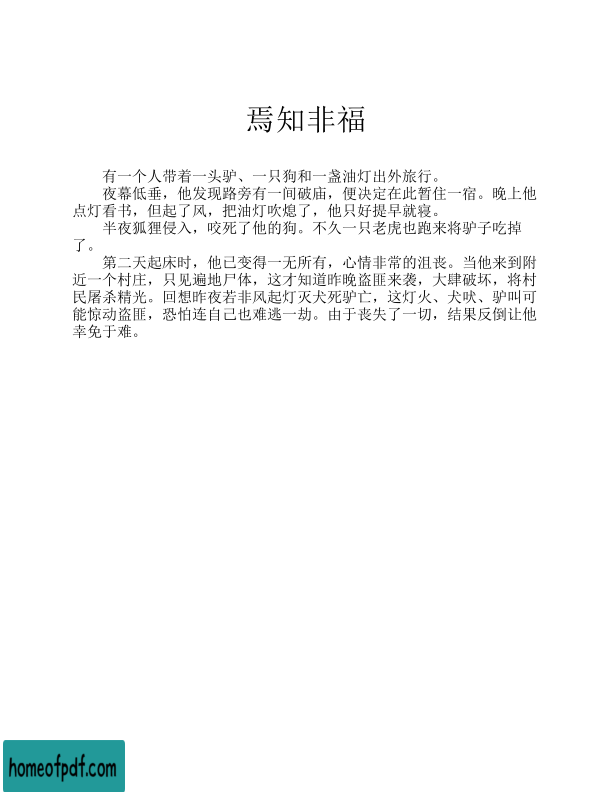 焉知非福
有一个人带着一头驴、一只狗和一盏油灯出外旅行。
夜幕低垂，他发现路旁有一间破庙，便决定在此暂住一宿。晚上他
点灯看书，但起了风，把油灯吹熄了，他只好提早就寝。
半夜狐狸侵入，咬死了他的狗。不久一只老虎也跑来将驴子吃掉
了。
第二天起床时，他已变得一无所有，心情非常的沮丧。当他来到附
近一个村庄，只见遍地尸体，这才知道昨晚盗匪来袭，大肆破坏，将村
民屠杀精光。回想昨夜若非风起灯灭犬死驴亡，这灯火、犬吠、驴叫可
能惊动盗匪，恐怕连自己也难逃一劫。由于丧失了一切，结果反倒让他
幸免于难。
homeofpdf.com